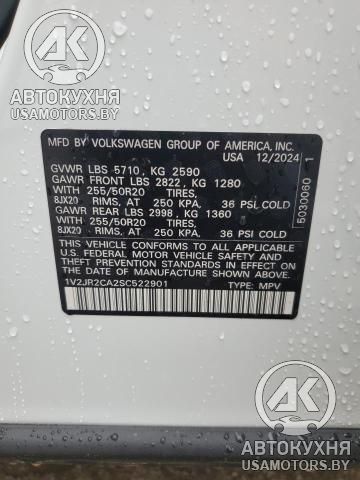 АК
АВТОКУХНЯ
USAMOTORS.BY
MFD. BY VOLKSWAGEN GROUP OF AMERICA, INC.
USA 12/2024
GVWR LBS 5710, KG 2590
GAWR FRONT LBS 2822, KG 1280
WITH 255/50R20 TIRES,
8JX20 RIMS, AT 250 KPA, 36 PSI COLD
GAWR REAR LBS 2998, KG 1360
WITH 255/50R20 TIRES,
8JX20 RIMS, AT 250 KPA, 36 PSI COLD
THIS VEHICLE CONFORMS TO ALL APPLICABLE
U.S. FEDERAL MOTOR VEHICLE SAFETY BUMPER AND
THEFT PREVENTION STANDARDS IN EFFECT ON THE
DATE OF MANUFACTURE SHOWN ABOVE.
1V2JR2CA2SC522901 TYPE: MPV
5030060 1
АК
АВТОКУХНЯ
USAMOTORS.BY